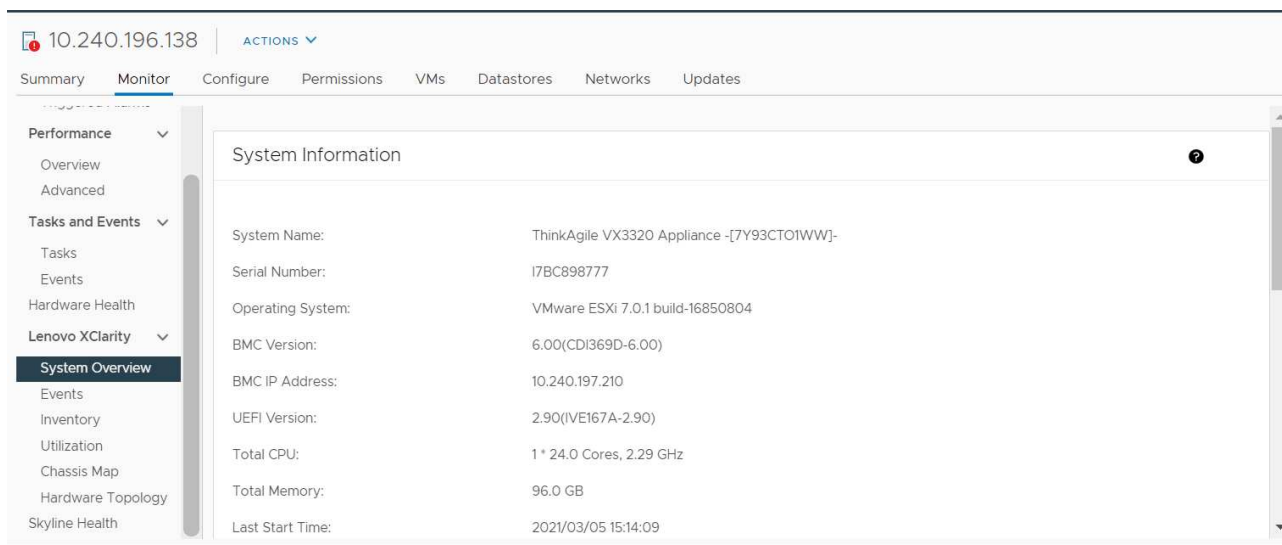 10.240.196.138 ACTIONS
Summary Monitor Configure Permissions VMs Datastores Networks Updates
Performance
Overview
Advanced
Tasks and Events
Tasks
Events
Hardware Health
Lenovo XClarity
System Overview
Events
Inventory
Utilization
Chassis Map
Hardware Topology
Skyline Health
System Information
System Name: ThinkAgile VX3320 Appliance -[7Y93CTO1WW]-
Serial Number: I7BC898777
Operating System: VMware ESXi 7.0.1 build-16850804
BMC Version: 6.00(CDI369D-6.00)
BMC IP Address: 10.240.197.210
UEFI Version: 2.90(IVE167A-2.90)
Total CPU: 1 * 24.0 Cores, 2.29 GHz
Total Memory: 96.0 GB
Last Start Time: 2021/03/05 15:14:09